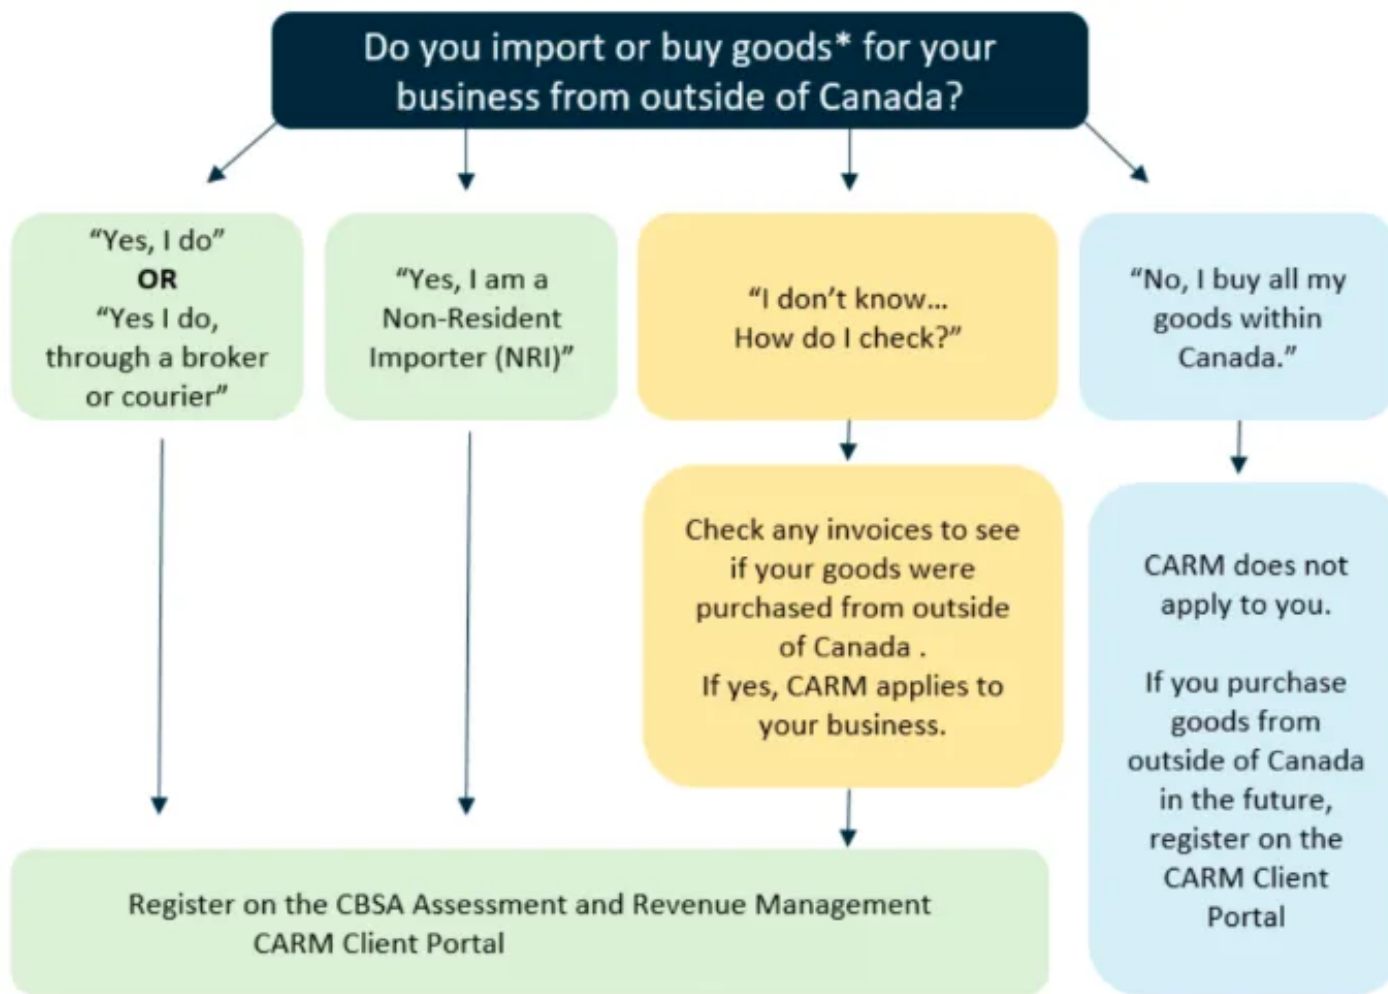 Do you import or buy goods* for your
business from outside of Canada?
“Yes, I do”
OR
“Yes I do,
through a broker
or courier”
“Yes, I am a
Non-Resident
Importer (NRI)”
“I don’t know...
How do I check?”
“No, I buy all my
goods within
Canada.”
Check any invoices to see
if your goods were
purchased from outside
of Canada .
If yes, CARM applies to
your business.
CARM does not
apply to you.
If you purchase
goods from
outside of Canada
in the future,
register on the
CARM Client
Portal
Register on the CBSA Assessment and Revenue Management
CARM Client Portal